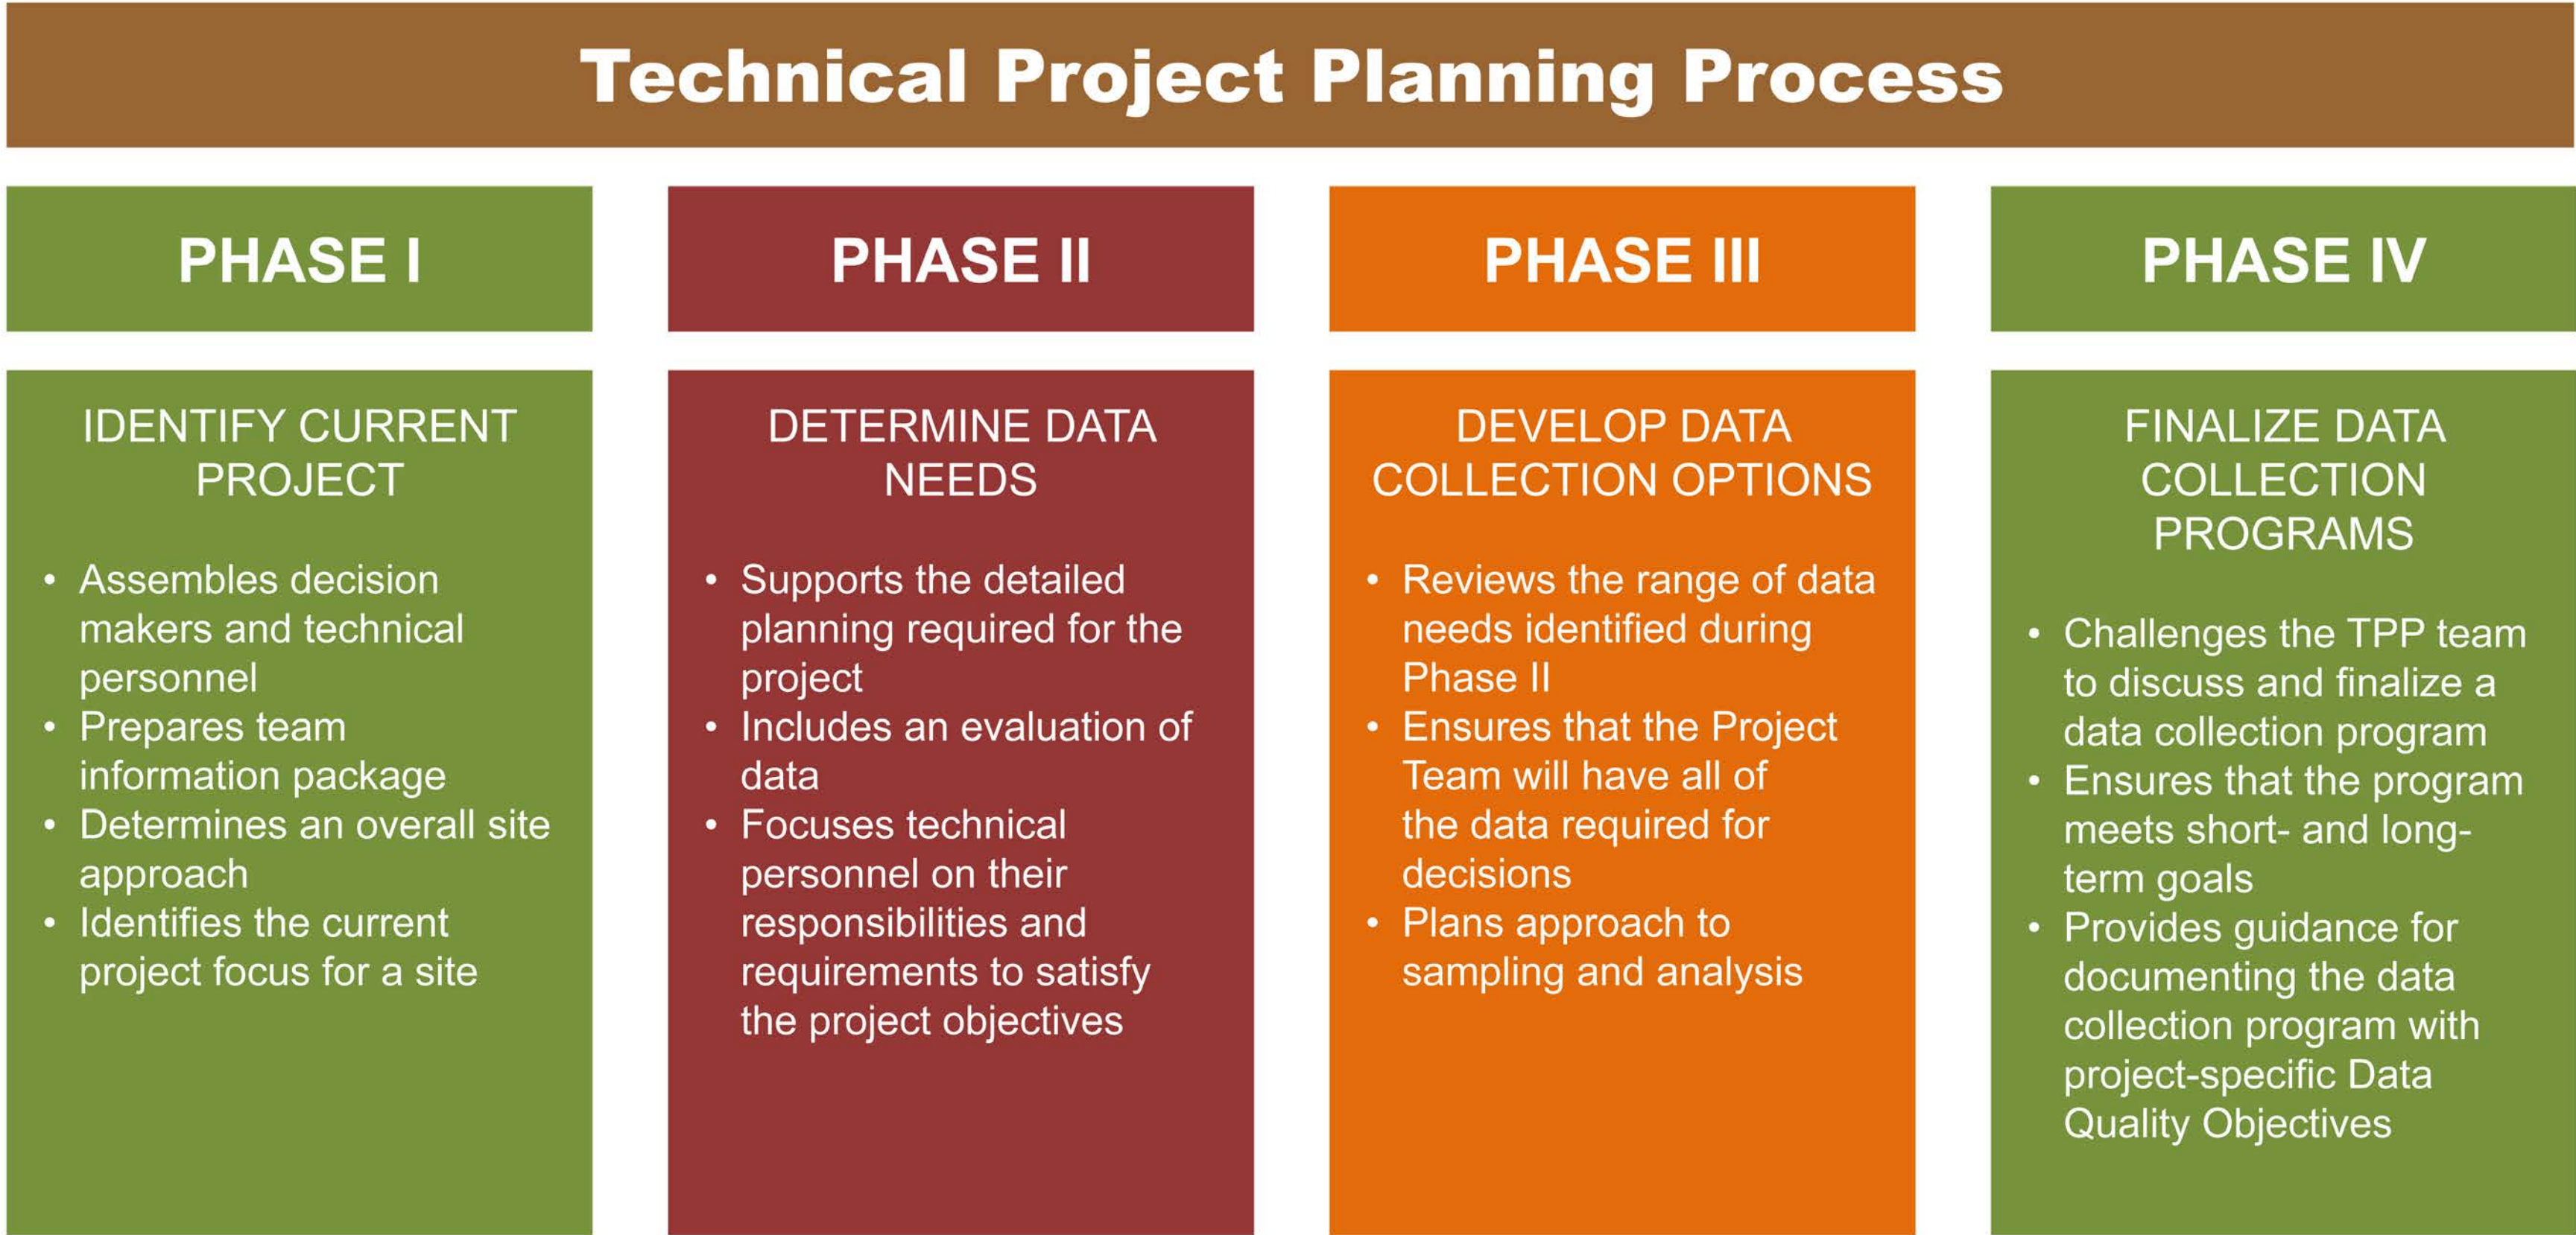 Technical Project Planning Process
PHASE I
IDENTIFY CURRENT
PROJECT
• Assembles decision
makers and technical
personnel
• Prepares team
information package
• Determines an overall site
approach
• Identifies the current
project focus for a site
PHASE II
DETERMINE DATA
NEEDS
• Supports the detailed
planning required for the
project
• Includes an evaluation of
data
• Focuses technical
personnel on their
responsibilities and
requirements to satisfy
the project objectives
PHASE III
DEVELOP DATA
COLLECTION OPTIONS
• Reviews the range of data
needs identified during
Phase II
• Ensures that the Project
Team will have all of
the data required for
decisions
• Plans approach to
sampling and analysis
PHASE IV
FINALIZE DATA
COLLECTION
PROGRAMS
• Challenges the TPP team
to discuss and finalize a
data collection program
• Ensures that the program
meets short- and long-
term goals
• Provides guidance for
documenting the data
collection program with
project-specific Data
Quality Objectives